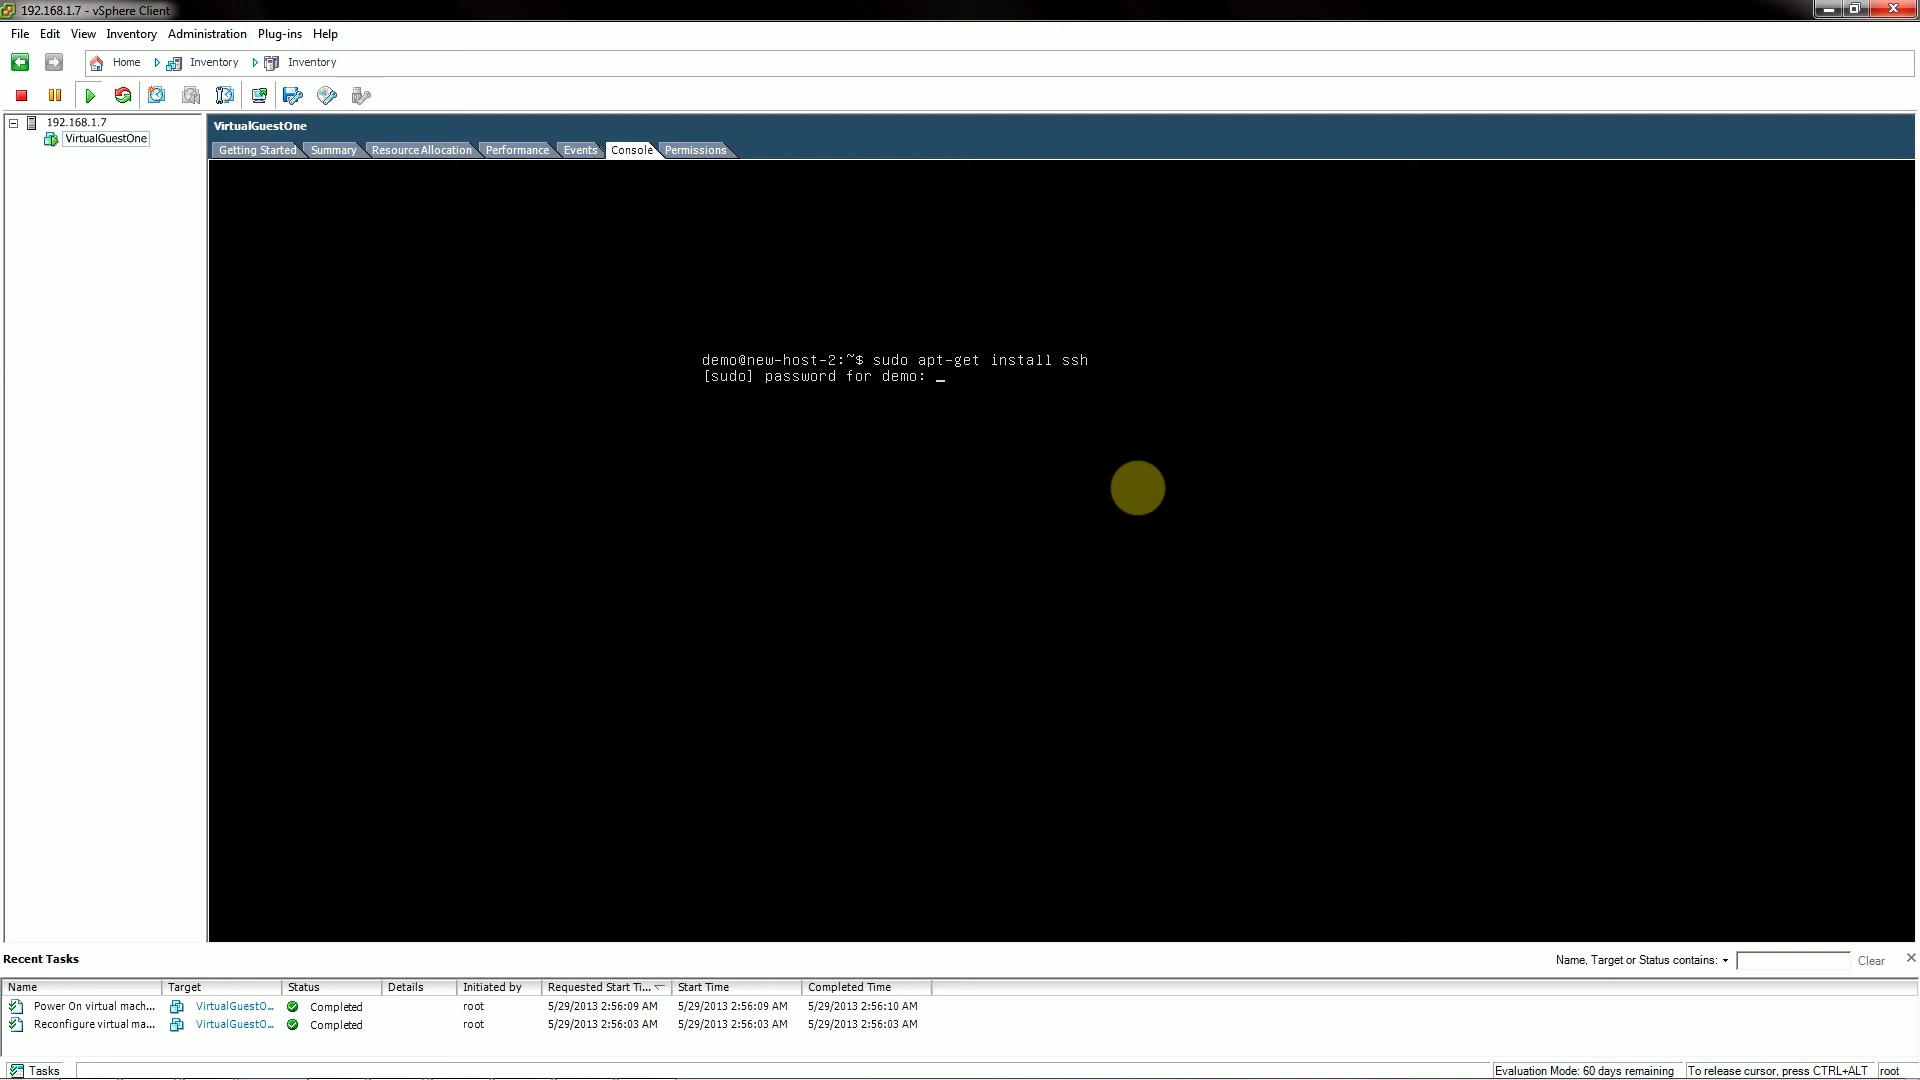 192.168.1.7 - vSphere Client
File Edit View Inventory Administration Plug-ins Help
Home Inventory Inventory
192.168.1.7
VirtualGuestOne
VirtualGuestOne
Getting Started Summary Resource Allocation Performance Events Console Permissions
demo@new-host-2:~$ sudo apt-get install ssh
[sudo] password for demo: _
Recent Tasks
Name, Target or Status contains: Clear
Name Target Status Details Initiated by Requested Start Ti... Start Time Completed Time
Power On virtual mach... VirtualGuestO... Completed root 5/29/2013 2:56:09 AM 5/29/2013 2:56:09 AM 5/29/2013 2:56:10 AM
Reconfigure virtual ma... VirtualGuestO... Completed root 5/29/2013 2:56:03 AM 5/29/2013 2:56:03 AM 5/29/2013 2:56:03 AM
Tasks Evaluation Mode: 60 days remaining To release cursor, press CTRL+ALT root